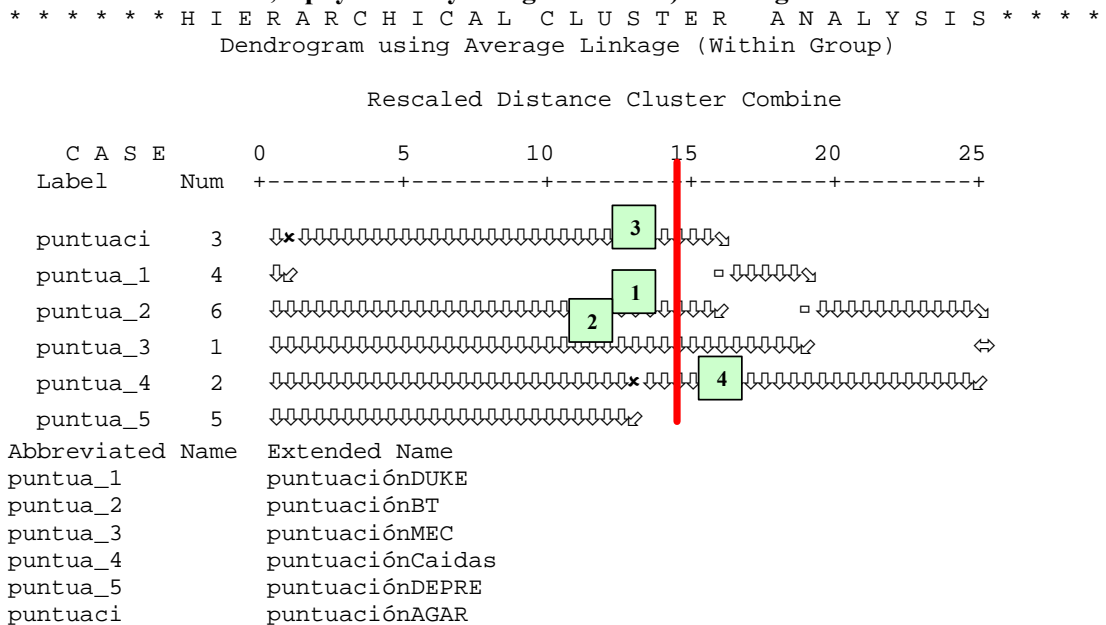 * * * * * * H I E R A R C H I C A L   C L U S T E R   A N A L Y S I S * * * *
Dendrogram using Average Linkage (Within Group)
Rescaled Distance Cluster Combine
C A S E 0 5 10 15 20 25
Label Num +---------+---------+---------+---------+---------+
puntuaci 3 3
puntua_1 4
1
puntua_2 6
2
puntua_3 1
puntua_4 2 4
puntua_5 5
Abbreviated Name Extended Name
puntua_1 puntuaciónDUKE
puntua_2 puntuaciónBT
puntua_3 puntuaciónMEC
puntua_4 puntuaciónCaidas
puntua_5 puntuaciónDEPRE
puntuaci puntuaciónAGAR